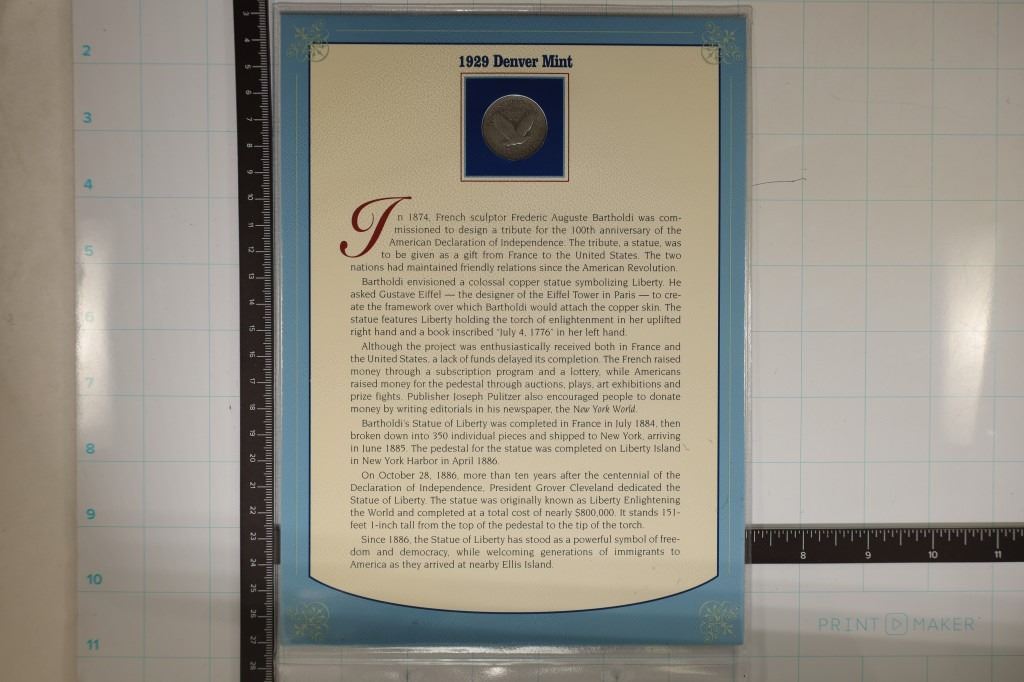 1929 Denver Mint
In 1874, French sculptor Frederic Auguste Bartholdi was com-
missioned to design a tribute for the 100th anniversary of the
American Declaration of Independence. The tribute, a statue, was
to be given as a gift from France to the United States. The two
nations had maintained friendly relations since the American Revolution.
Bartholdi envisioned a colossal copper statue symbolizing Liberty. He
asked Gustave Eiffel — the designer of the Eiffel Tower in Paris — to cre-
ate the framework over which Bartholdi would attach the copper skin. The
statue features Liberty holding the torch of enlightenment in her uplifted
right hand and a book inscribed "July 4, 1776" in her left hand.
Although the project was enthusiastically received both in France and
the United States, a lack of funds delayed its completion. The French raised
money through a subscription program and a lottery, while Americans
raised money for the pedestal through auctions, plays, art exhibitions and
prize fights. Publisher Joseph Pulitzer also encouraged people to donate
money by writing editorials in his newspaper, the New York World.
Bartholdi's Statue of Liberty was completed in France in July 1884, then
broken down into 350 individual pieces and shipped to New York, arriving
in June 1885. The pedestal for the statue was completed on Liberty Island
in New York Harbor in April 1886.
On October 28, 1886, more than ten years after the centennial of the
Declaration of Independence, President Grover Cleveland dedicated the
Statue of Liberty. The statue was originally known as Liberty Enlightening
the World and completed at a total cost of nearly $800,000. It stands 151-
feet 1-inch tall from the top of the pedestal to the tip of the torch.
Since 1886, the Statue of Liberty has stood as a powerful symbol of free-
dom and democracy, while welcoming generations of immigrants to
America as they arrived at nearby Ellis Island.
2
3
4
5
6
7
8
9
10
11
8 9 10 11
PRINT MAKER